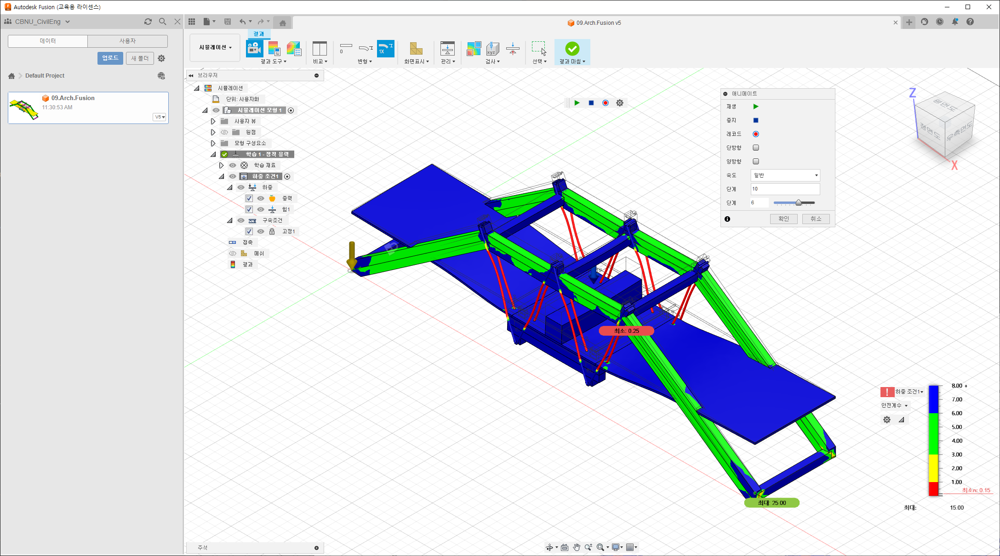 Autodesk Fusion (교육용 라이센스)
CBNU_CivilEng
09.Arch.Fusion v5
데이터
사용자
업로드
새 폴더
Default Project
09.Arch.Fusion
11:30:53 AM
V5
시뮬레이션
결과
0
1X
xyz
결과 도구
비교
변형
화면표시
관리
검사
선택
결과 마침
브라우저
시뮬레이션
단위: 사용자화
시뮬레이션 모형 1
사용자 뷰
원점
모형 구성요소
학습 1 - 정적 응력
학습 재료
하중 조건1
하중
중력
힘1
구속조건
고정1
접촉
메쉬
결과
애니메이트
재생
중지
레코드
단방향
양방향
속도
일반
단계
10
단계
6
확인
취소
Z
X
평면도
정면도
우측면도
최소: 0.25
최대: 25.00
하중 조건1
안전계수
8.00 +
7.00
6.00
5.00
4.00
3.00
2.00
1.00
최소n: 0.15
최대:
15.00
주석